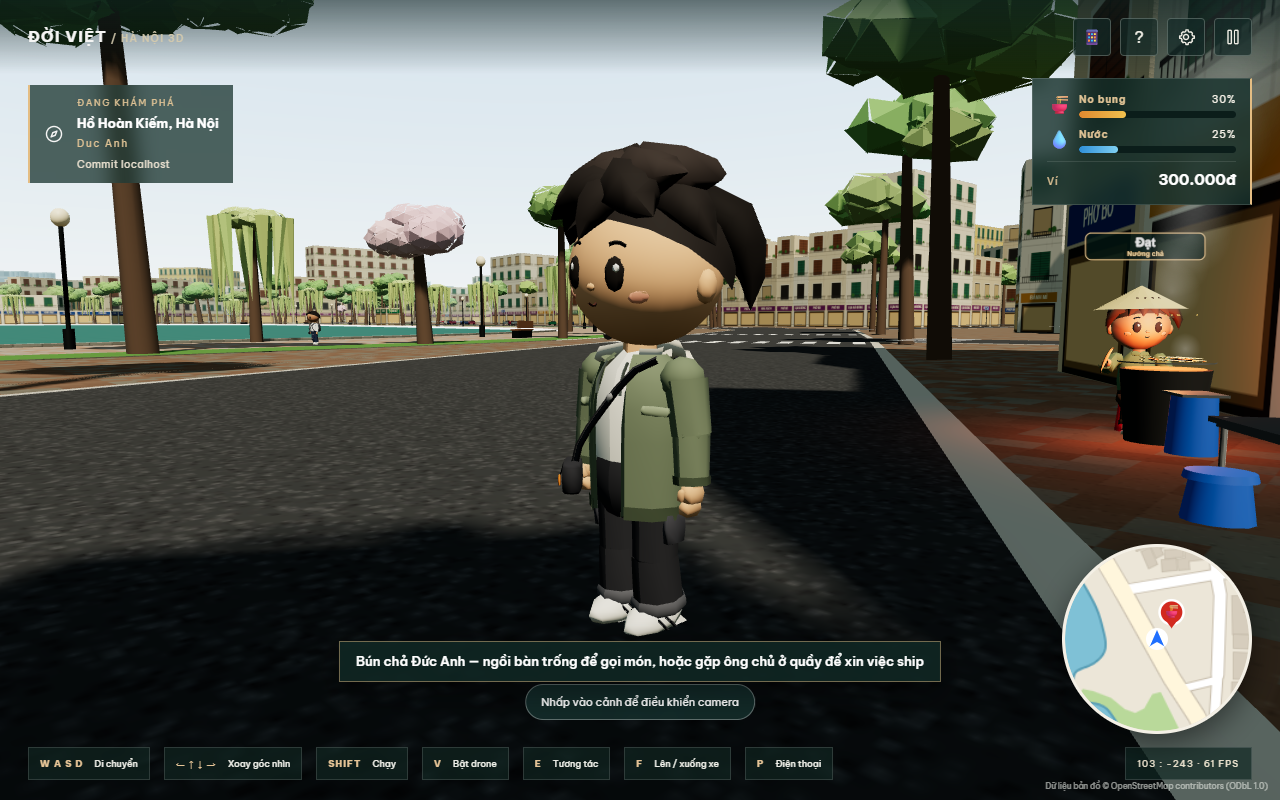 ĐỜI VIỆT / HÀ NỘI 3D
?
ĐANG KHÁM PHÁ
Hồ Hoàn Kiếm, Hà Nội
Duc Anh
Commit localhost
No bụng 30%
Nước 25%
Ví 300.000đ
PHỞ BÒ
Đạt
Nướng chả
Bún chả Đức Anh – ngồi bàn trống để gọi món, hoặc gặp ông chủ ở quầy để xin việc ship
Nhấp vào cảnh để điều khiển camera
W A S D Di chuyển
←↑↓→ Xoay góc nhìn
SHIFT Chạy
V Bật drone
E Tương tác
F Lên / xuống xe
P Điện thoại
103 : -243 · 61 FPS
Dữ liệu bản đồ © OpenStreetMap contributors (ODbL 1.0)